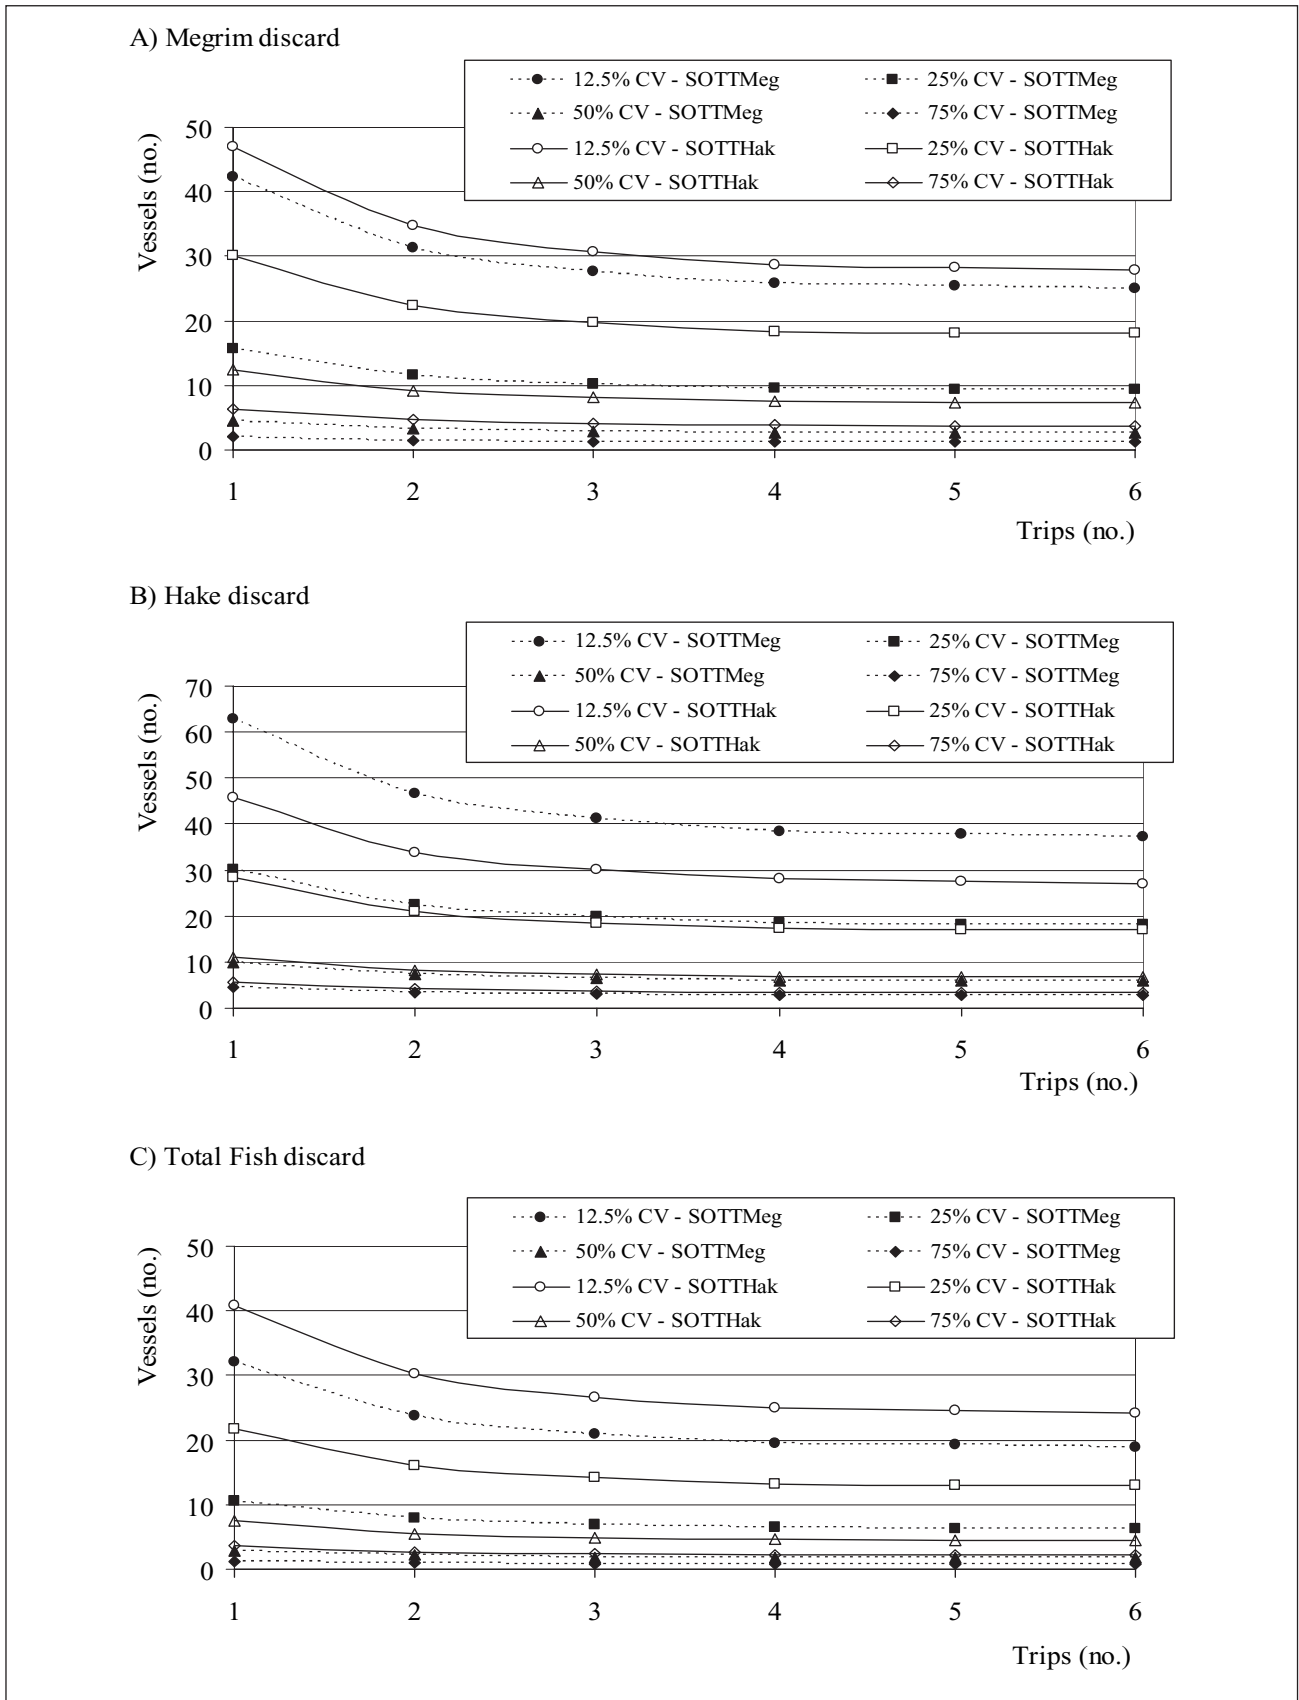 A) Megrim discard
12.5% CV - SOTTMeg 25% CV - SOTTMeg
50% CV - SOTTMeg 75% CV - SOTTMeg
12.5% CV - SOTTHak 25% CV - SOTTHak
50% CV - SOTTHak 75% CV - SOTTHak
Vessels (no.)
50
40
30
20
10
0
1 2 3 4 5 6
Trips (no.)
B) Hake discard
12.5% CV - SOTTMeg 25% CV - SOTTMeg
50% CV - SOTTMeg 75% CV - SOTTMeg
12.5% CV - SOTTHak 25% CV - SOTTHak
50% CV - SOTTHak 75% CV - SOTTHak
Vessels (no.)
70
60
50
40
30
20
10
0
1 2 3 4 5 6
Trips (no.)
C) Total Fish discard
12.5% CV - SOTTMeg 25% CV - SOTTMeg
50% CV - SOTTMeg 75% CV - SOTTMeg
12.5% CV - SOTTHak 25% CV - SOTTHak
50% CV - SOTTHak 75% CV - SOTTHak
Vessels (no.)
50
40
30
20
10
0
1 2 3 4 5 6
Trips (no.)